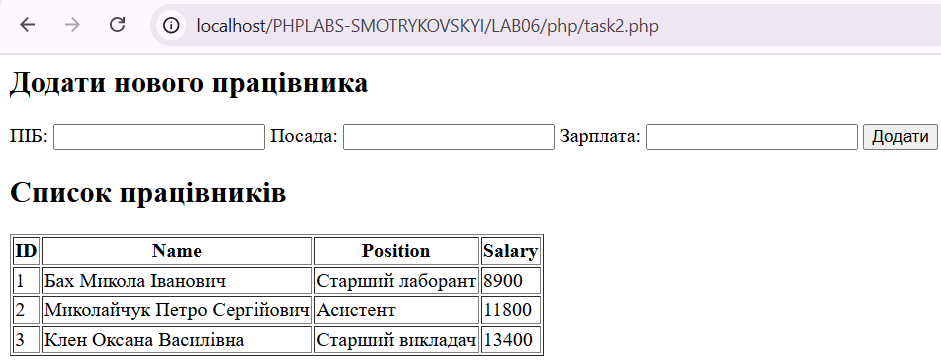 localhost/PHPLABS-SMOTRYKOVSKYI/LAB06/php/task2.php
Додати нового працівника
ПІБ: Посада: Зарплата: Додати
Список працівників
ID Name Position Salary
1 Бах Микола Іванович Старший лаборант 8900
2 Миколайчук Петро Сергійович Асистент 11800
3 Клен Оксана Василівна Старший викладач 13400